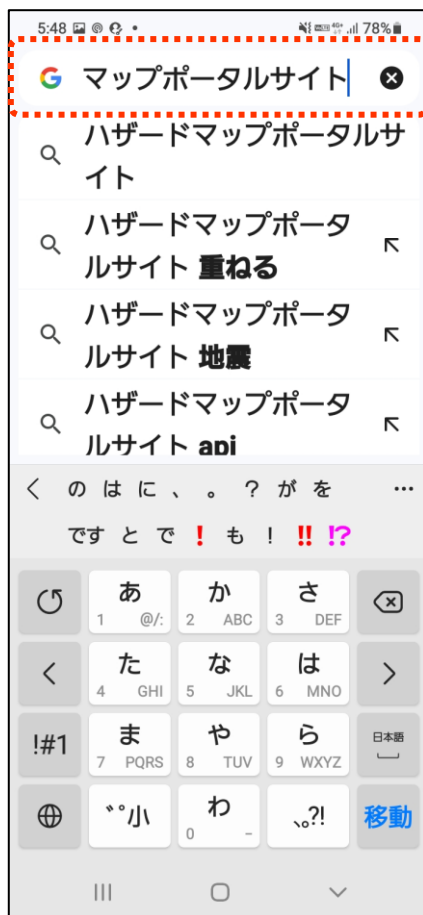 5:48 78%
マップポータルサイト
ハザードマップポータルサ
イト
ハザードマップポータ
ルサイト 重ねる
ハザードマップポータ
ルサイト 地震
ハザードマップポータ
ルサイト api
の は に 、 。 ? が を …
です と で ! も ! !! !?
あ か さ
1 @/: 2 ABC 3 DEF
た な は
4 GHI 5 JKL 6 MNO
!#1 ま や ら 日本語
7 PQRS 8 TUV 9 WXYZ
゛゜小 わ 、。?! 移動
0 –